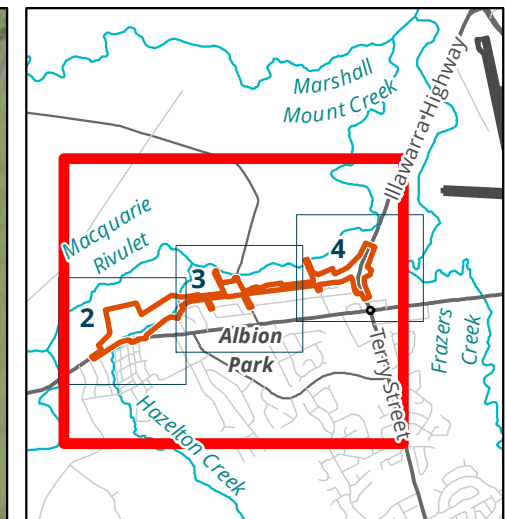 Marshall
Mount Creek
Illawarra Highway
Macquarie
Rivulet
4
3
2
Albion
Park
Frazers
Creek
Terry Street
Hazelton Creek